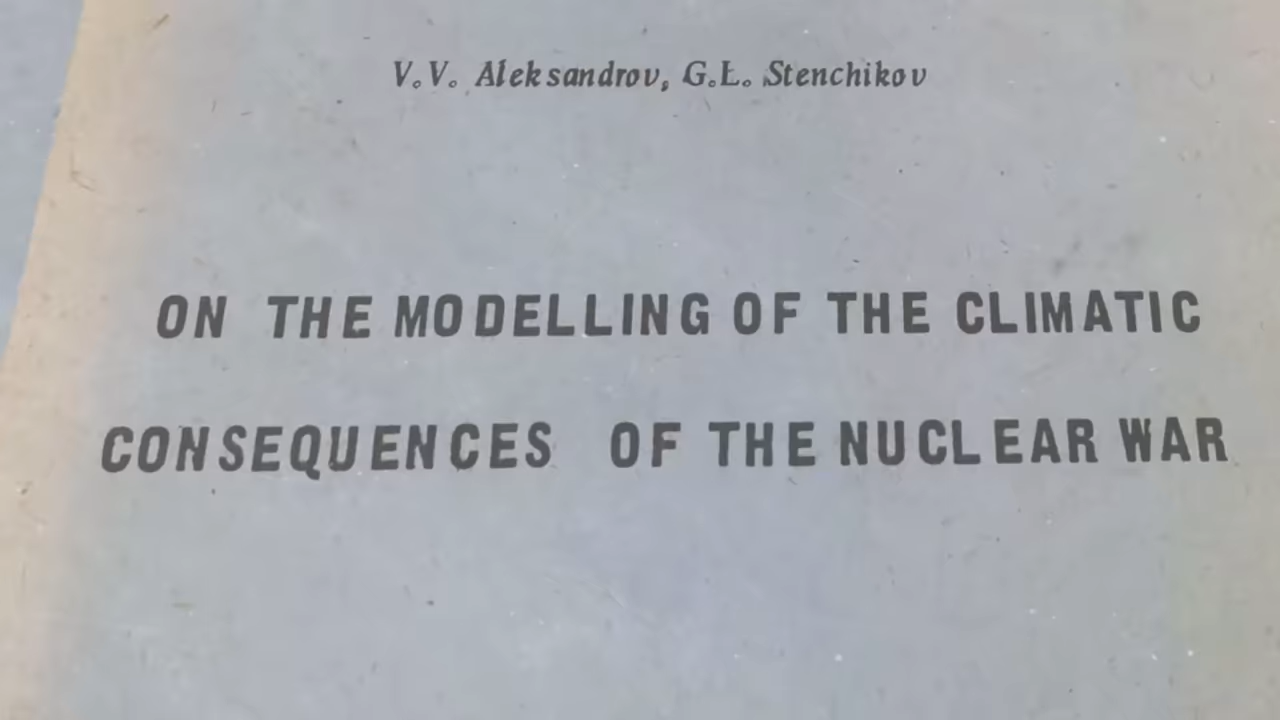 V.V. Aleksandrov, G.L. Stenchikov
ON THE MODELLING OF THE CLIMATIC
CONSEQUENCES OF THE NUCLEAR WAR